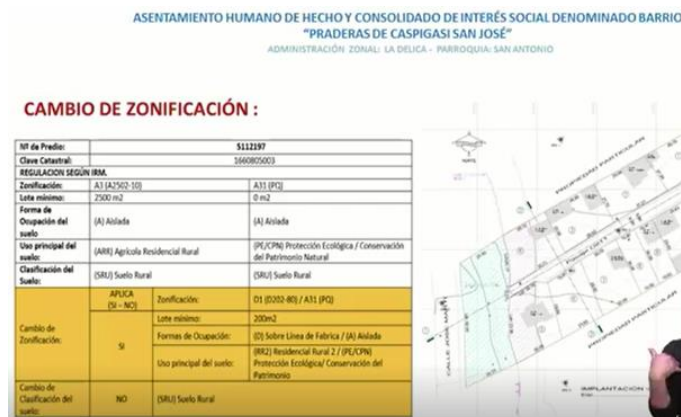 ASENTAMIENTO HUMANO DE HECHO Y CONSOLIDADO DE INTERÉS SOCIAL DENOMINADO BARRIO
"PRADERAS DE CASPIGASI SAN JOSÉ"
ADMINISTRACIÓN ZONAL: LA DELICA - PARROQUIA: SAN ANTONIO
CAMBIO DE ZONIFICACIÓN :
Nº de Predio: 5112197
Clave Catastral: 1660805003
REGULACION SEGÚN IRM.
Zonificación: A3 (A2502-10) A31 (PQ)
Lote mínimo: 2500 m2 0 m2
Forma de
Ocupación del (A) Aislada (A) Aislada
suelo
Uso principal del (ARR) Agrícola Residencial Rural (PE/CPN) Protección Ecológica / Conservación
suelo: del Patrimonio Natural
Clasificación del (SRU) Suelo Rural (SRU) Suelo Rural
Suelo:
Cambio de
Zonificación:
APLICA
(SI – NO)
SI
Zonificación: D1 (D202-80) / A31 (PQ)
Lote mínimo: 200m2
Formas de Ocupación: (D) Sobre Línea de Fabrica / (A) Aislada
Uso principal del suelo: (RR2) Residencial Rural 2 / (PE/CPN)
Protección Ecológica/ Conservación del
Patrimonio
Cambio de
Clasificación del NO (SRU) Suelo Rural
suelo:
PROPIEDAD PARTICULAR
CALLE JOSE MARTI
PROPIEDAD PARTICULAR
IMPLANTACION